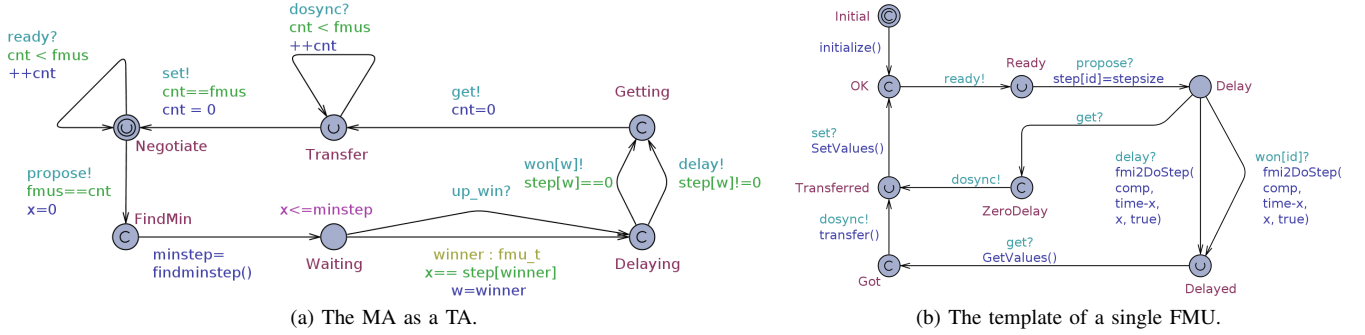 ready?
cnt < fmus
++cnt
dosync?
cnt < fmus
++cnt
set!
cnt==fmus
cnt = 0
get!
cnt=0
Getting
Negotiate
Transfer
propose!
fmus==cnt
x=0
won[w]!
step[w]==0
delay!
step[w]!=0
up_win?
FindMin
x<=minstep
minstep=
findminstep()
Waiting
winner : fmu_t
x== step[winner]
w=winner
Delaying
(a) The MA as a TA.
Initial
initialize()
Ready
propose?
step[id]=stepsize
OK
ready!
Delay
get?
set?
SetValues()
delay?
fmi2DoStep(
comp,
time-x,
x, true)
won[id]?
fmi2DoStep(
comp,
time-x,
x, true)
Transferred
dosync!
ZeroDelay
dosync!
transfer()
get?
GetValues()
Got
Delayed
(b) The template of a single FMU.